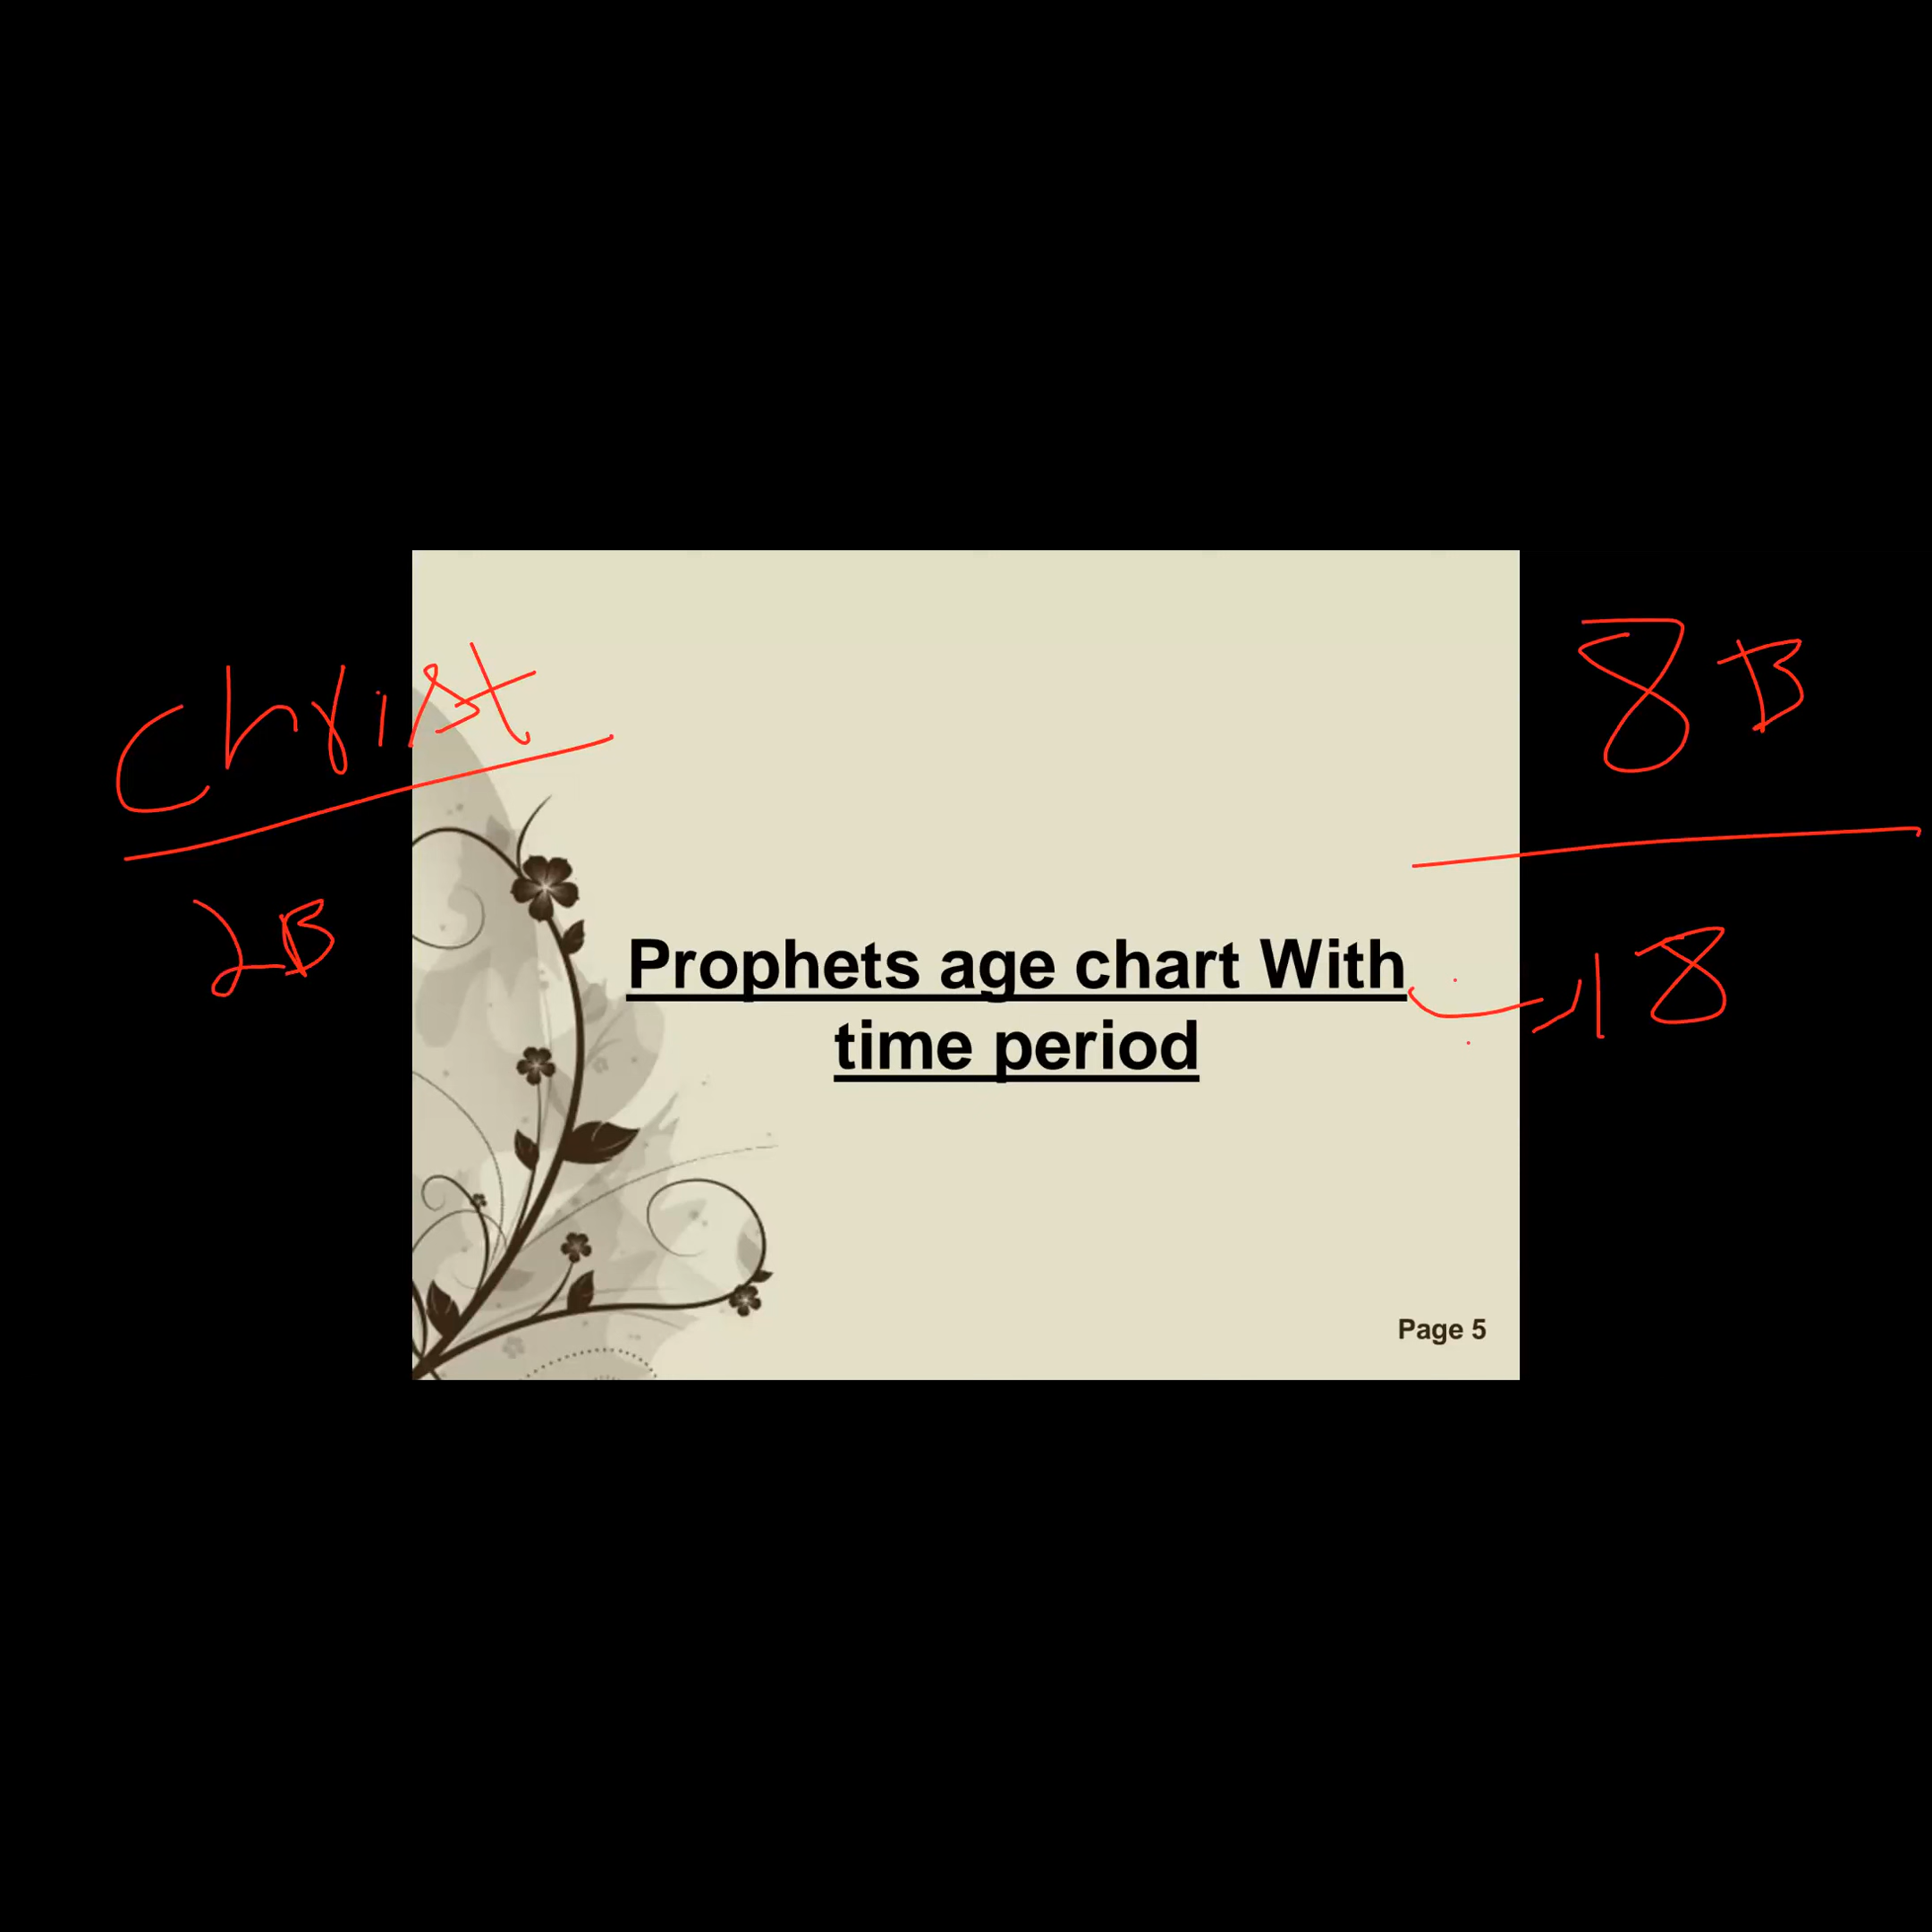 Christ
8B
2B
Prophets age chart With
time period
18
Page 5